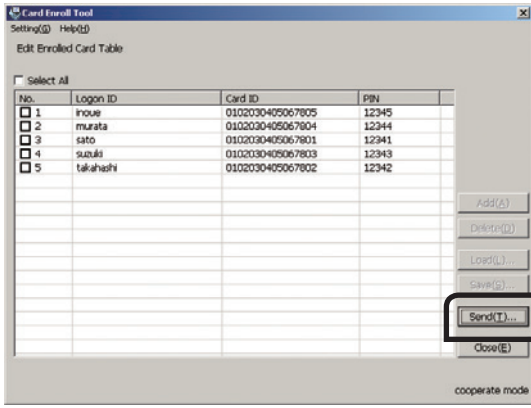 Card Enroll Tool
Setting(G) Help(H)
Edit Enrolled Card Table
Select All
No. Logon ID Card ID PIN
1 inoue 0102030405067805 12345
2 murata 0102030405067804 12344
3 sato 0102030405067801 12341
4 suzuki 0102030405067803 12343
5 takahashi 0102030405067802 12342
Add(A)
Delete(D)
Load(L)...
Save(S)...
Send(T)...
Close(E)
cooperate mode